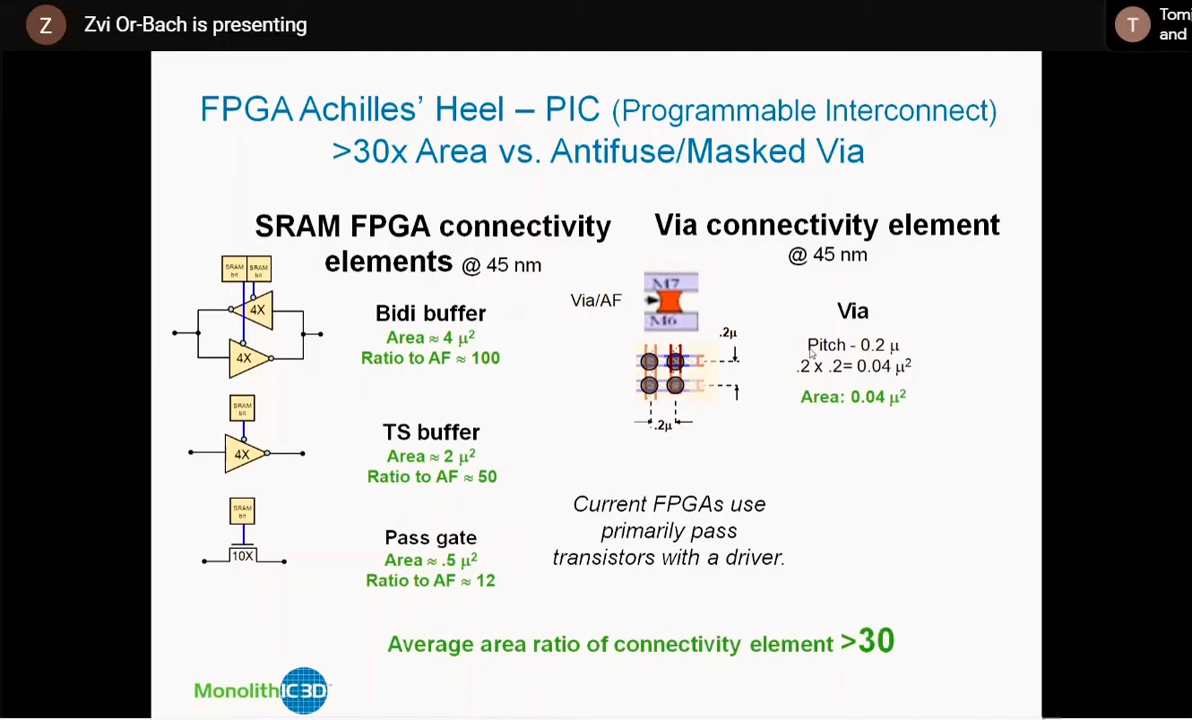 Z
Zvi Or-Bach is presenting
T
Tomi
and
FPGA Achilles' Heel – PIC (Programmable Interconnect)
>30x Area vs. Antifuse/Masked Via
SRAM FPGA connectivity
elements @ 45 nm
Via connectivity element
@ 45 nm
SRAM bit
SRAM bit
4X
4X
Bidi buffer
Area ≈ 4 μ²
Ratio to AF ≈ 100
Via/AF
M7
M6
.2μ
.2μ
Via
Pitch - 0.2 μ
.2 x .2= 0.04 μ²
Area: 0.04 μ²
SRAM
bit
4X
TS buffer
Area ≈ 2 μ²
Ratio to AF ≈ 50
SRAM
bit
10X
Pass gate
Area ≈ .5 μ²
Ratio to AF ≈ 12
Current FPGAs use
primarily pass
transistors with a driver.
Average area ratio of connectivity element >30
MonolithIC 3D